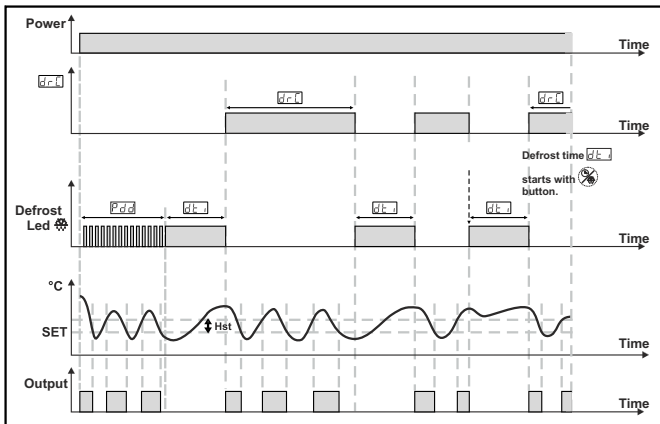 Power
Time
drC
drC
drC
Time
Defrost time dti
starts with
button.
Defrost
Led
Pdd
dti
dti
dti
Time
°C
SET
Hst
Time
Output
Time